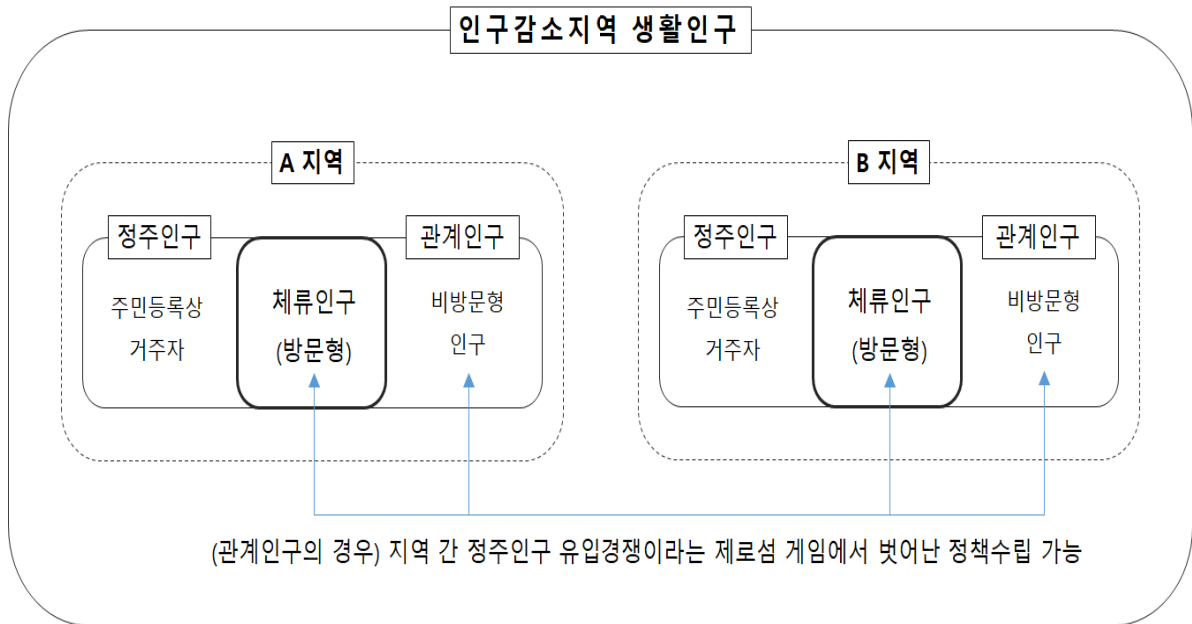 인구감소지역 생활인구
A 지역
정주인구
관계인구
주민등록상
거주자
체류인구
(방문형)
비방문형
인구
B 지역
정주인구
관계인구
주민등록상
거주자
체류인구
(방문형)
비방문형
인구
(관계인구의 경우) 지역 간 정주인구 유입경쟁이라는 제로섬 게임에서 벗어난 정책수립 가능